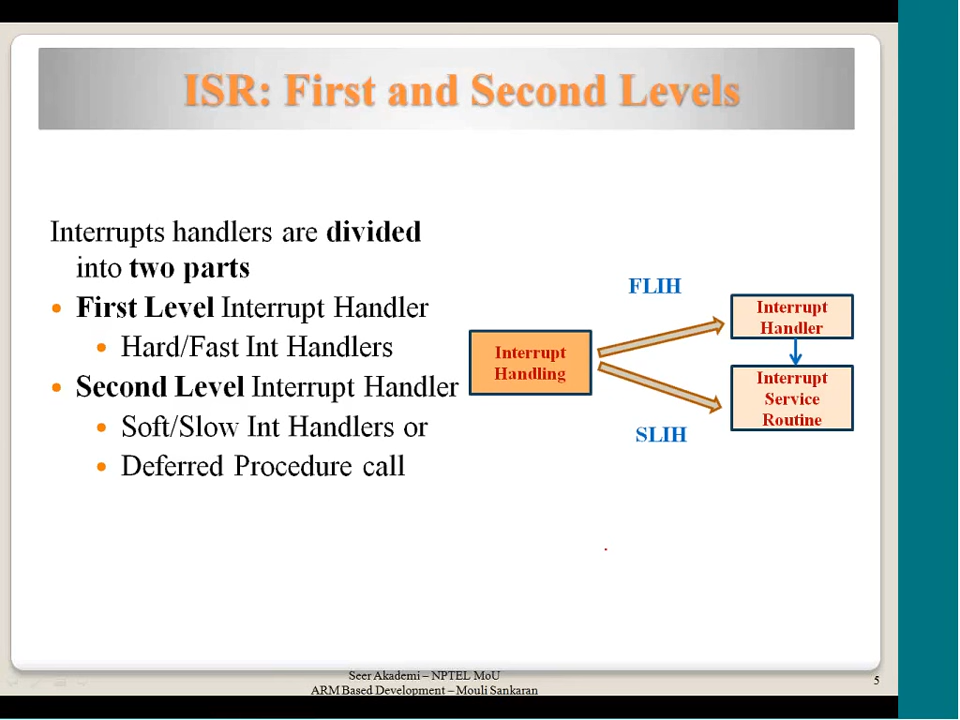 ISR: First and Second Levels
Interrupts handlers are divided
into two parts
First Level Interrupt Handler
Hard/Fast Int Handlers
Second Level Interrupt Handler
Soft/Slow Int Handlers or
Deferred Procedure call
FLIH
Interrupt
Handling
SLIH
Interrupt
Handler
Interrupt
Service
Routine
Seer Akademi – NPTEL MoU
ARM Based Development – Mouli Sankaran
5